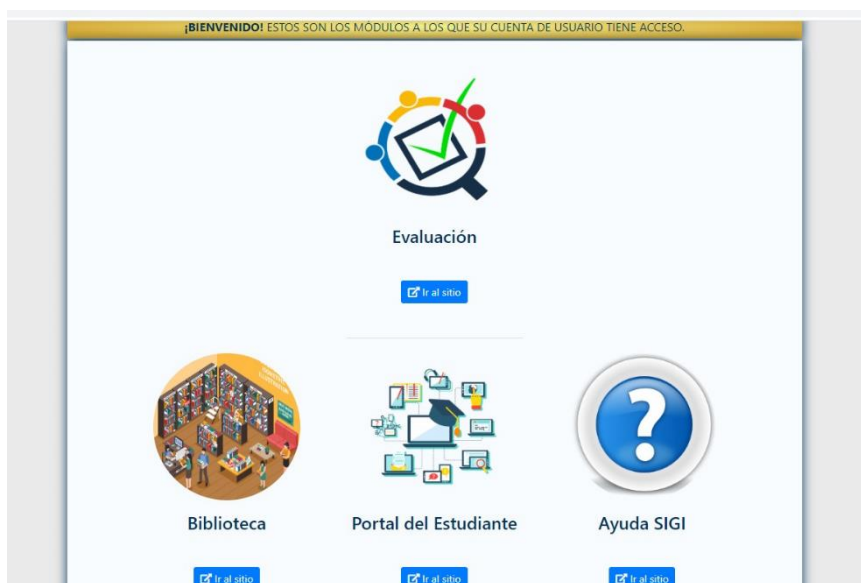 ¡BIENVENIDO! ESTOS SON LOS MÓDULOS A LOS QUE SU CUENTA DE USUARIO TIENE ACCESO.
Evaluación
Ir al sitio
Biblioteca
Portal del Estudiante
Ayuda SIGI
Ir al sitio
Ir al sitio
Ir al sitio